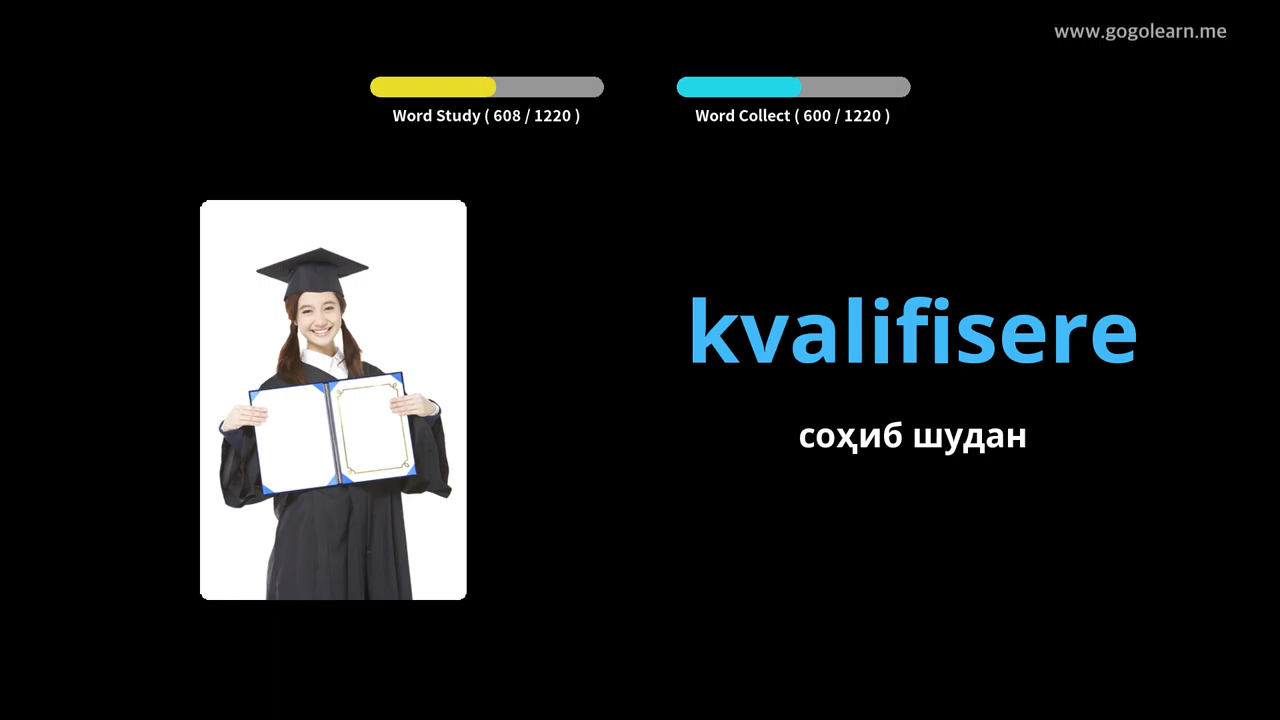 www.gogolearn.me
Word Study ( 608 / 1220 )
Word Collect ( 600 / 1220 )
kvalifisere
соҳиб шудан